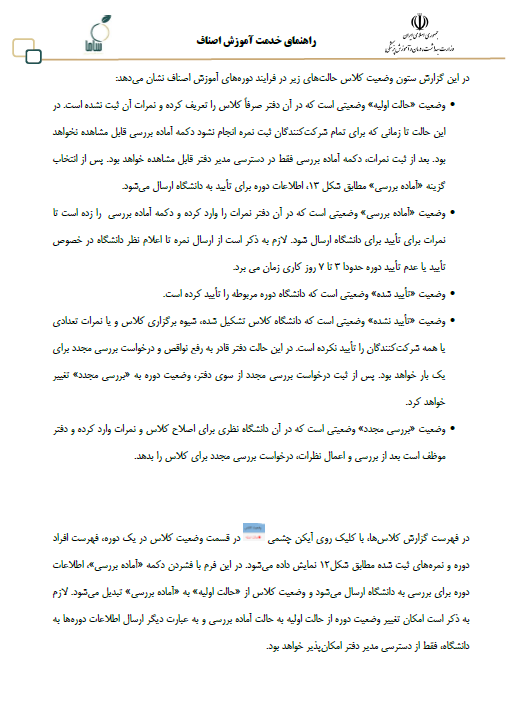 جمهوری اسلامی ایران
وزارت بهداشت، درمان و آموزش پزشکی
راهنمای خدمت آموزش اصناف
ساما
در این گزارش ستون وضعیت کلاس حالت‌های زیر در فرایند دوره‌های آموزش اصناف نشان می‌دهد:
• وضعیت «حالت اولیه» وضعیتی است که در آن دفتر صرفاً کلاس را تعریف کرده و نمرات آن ثبت نشده است. در
این حالت تا زمانی که برای تمام شرکت‌کنندگان ثبت نمره انجام نشود دکمه آماده بررسی قابل مشاهده نخواهد
بود. بعد از ثبت نمرات، دکمه آماده بررسی فقط در دسترسی مدیر دفتر قابل مشاهده خواهد بود. پس از انتخاب
گزینه «آماده بررسی» مطابق شکل ۱۳، اطلاعات دوره برای تأیید به دانشگاه ارسال می‌شود.
• وضعیت «آماده بررسی» وضعیتی است که در آن دفتر نمرات را وارد کرده و دکمه آماده بررسی را زده است تا
نمرات برای تأیید برای دانشگاه ارسال شود. لازم به ذکر است از ارسال نمره تا اعلام نظر دانشگاه در خصوص
تأیید یا عدم تأیید دوره حدودا ۳ تا ۷ روز کاری زمان می برد.
• وضعیت «تأیید شده» وضعیتی است که دانشگاه دوره مربوطه را تأیید کرده است.
• وضعیت «تأیید نشده» وضعیتی است که دانشگاه کلاس تشکیل شده، شیوه برگزاری کلاس و یا نمرات تعدادی
یا همه شرکت‌کنندگان را تأیید نکرده است. در این حالت دفتر قادر به رفع نواقص و درخواست بررسی مجدد برای
یک بار خواهد بود. پس از ثبت درخواست بررسی مجدد از سوی دفتر، وضعیت دوره به «بررسی مجدد» تغییر
خواهد کرد.
• وضعیت «بررسی مجدد» وضعیتی است که در آن دانشگاه نظری برای اصلاح کلاس و نمرات وارد کرده و دفتر
موظف است بعد از بررسی و اعمال نظرات، درخواست بررسی مجدد برای کلاس را بدهد.
در فهرست گزارش کلاس‌ها، با کلیک روی آیکن چشمی در قسمت وضعیت کلاس در یک دوره، فهرست افراد
دوره و نمره‌های ثبت شده مطابق شکل۱۲ نمایش داده می‌شود. در این فرم با فشردن دکمه «آماده بررسی»، اطلاعات
دوره برای بررسی به دانشگاه ارسال می‌شود و وضعیت کلاس از «حالت اولیه» به «آماده بررسی» تبدیل می‌شود. لازم
به ذکر است امکان تغییر وضعیت دوره از حالت اولیه به حالت آماده بررسی و به عبارت دیگر ارسال اطلاعات دوره‌ها به
دانشگاه، فقط از دسترسی مدیر دفتر امکان‌پذیر خواهد بود.